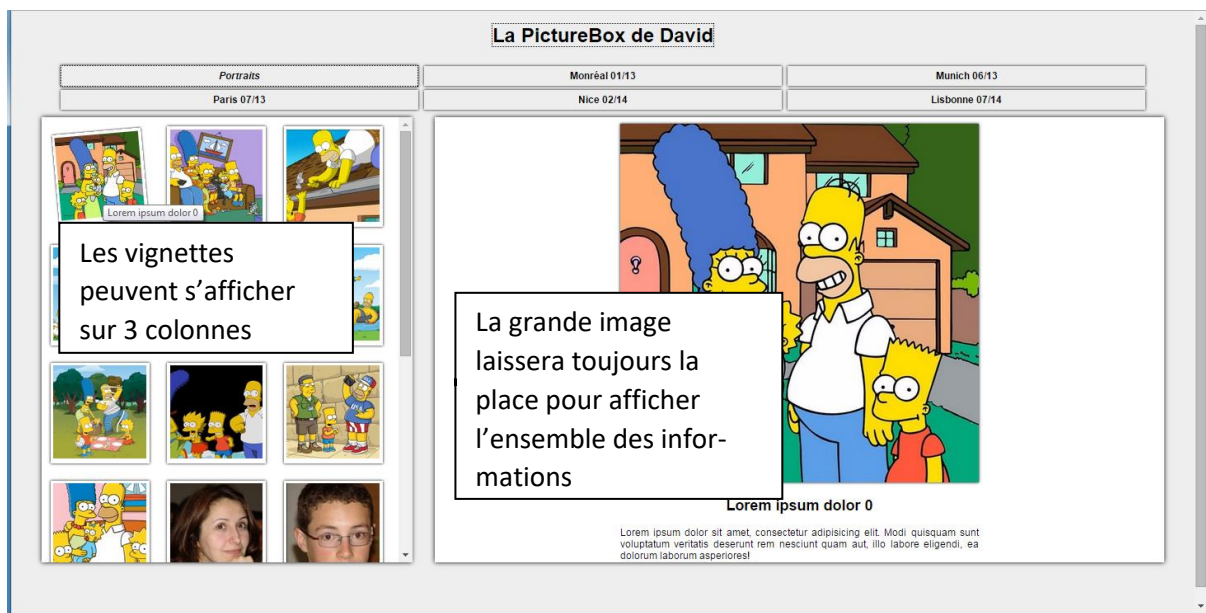 La PictureBox de David
Portraits
Monréal 01/13
Munich 06/13
Paris 07/13
Nice 02/14
Lisbonne 07/14
Lorem ipsum dolor 0
Les vignettes
peuvent s’afficher
sur 3 colonnes
La grande image
laissera toujours la
place pour afficher
l’ensemble des infor-
mations
Lorem ipsum dolor 0
Lorem ipsum dolor sit amet, consectetur adipisicing elit. Modi quisquam sunt
voluptatum veritatis deserunt rem nesciunt quam aut, illo labore eligendi, ea
dolorum laborum asperiores!